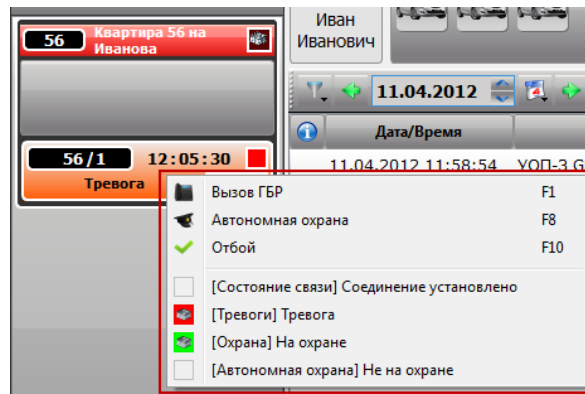 56
Квартира 56 на
Иванова
Иван
Иванович
11.04.2012
Дата/Время
56/1 12:05:30
Тревога
11.04.2012 11:58:54 УОП-3 G
Вызов ГБР F1
Автономная охрана F8
Отбой F10
[Состояние связи] Соединение установлено
[Тревоги] Тревога
[Охрана] На охране
[Автономная охрана] Не на охране